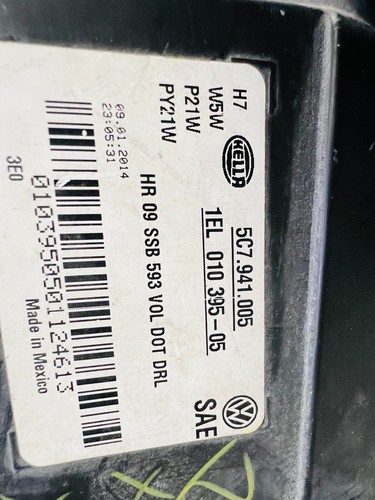 H7
W5W
P21W
PY21W
HELLA
5C7.941.005
1EL 010 395-05
SAE
HR 09 SSB 593 VOL DOT DRL
09.01.2014
23:05:31
3E0
0103950501124613
Made in Mexico